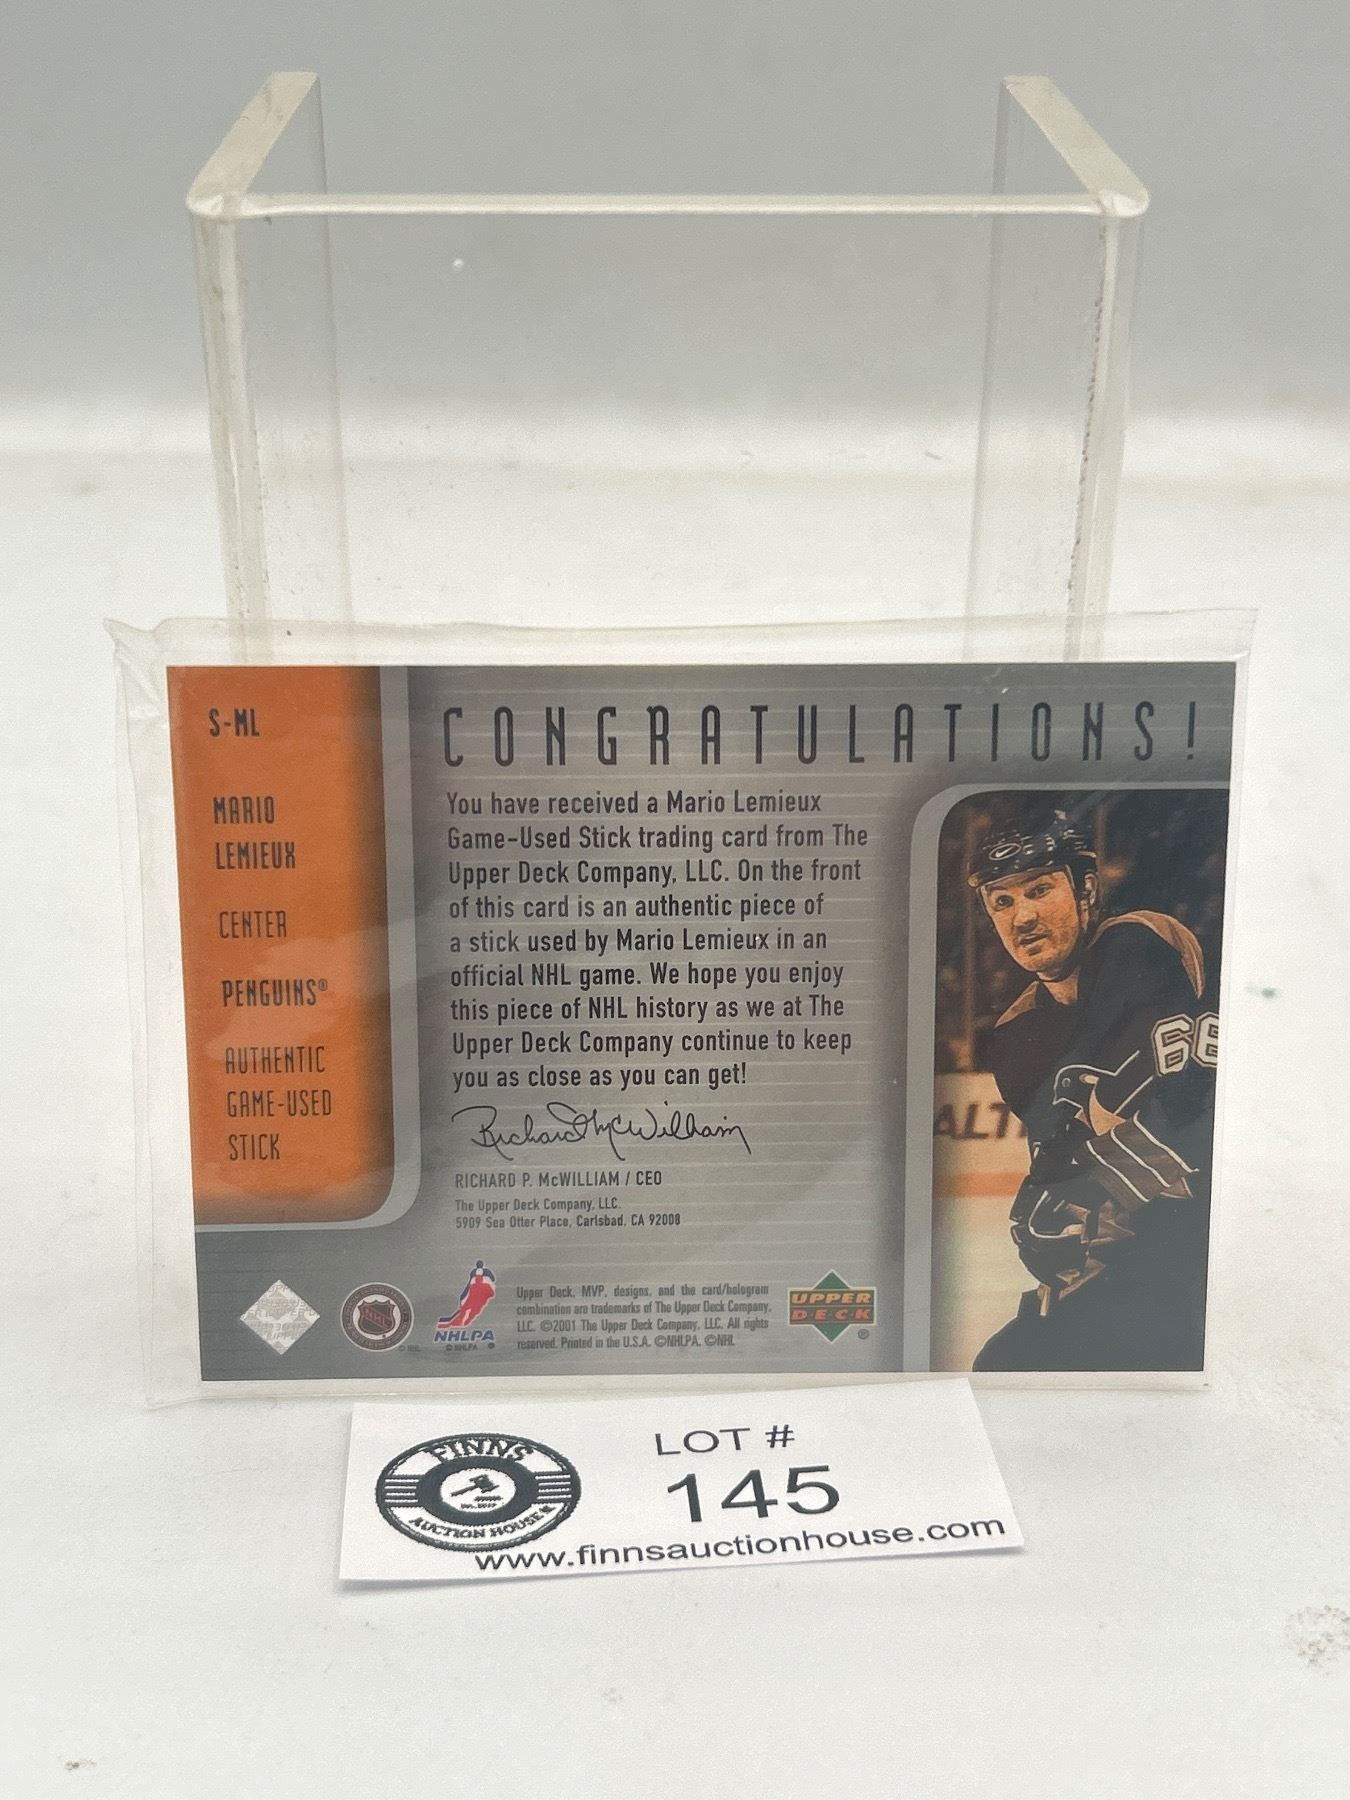 S-ML
MARIO
LEMIEUX
CENTER
PENGUINS®
AUTHENTIC
GAME-USED
STICK
CONGRATULATIONS!
You have received a Mario Lemieux
Game-Used Stick trading card from The
Upper Deck Company, LLC. On the front
of this card is an authentic piece of
a stick used by Mario Lemieux in an
official NHL game. We hope you enjoy
this piece of NHL history as we at The
Upper Deck Company continue to keep
you as close as you can get!
Richard McWilliam
RICHARD P. McWILLIAM / CEO
The Upper Deck Company, LLC.
5909 Sea Otter Place, Carlsbad, CA 92008
NHL
© NHL
NHLPA
© NHLPA ®
Upper Deck, MVP, designs, and the card/hologram
combination are trademarks of The Upper Deck Company,
LLC. ©2001 The Upper Deck Company, LLC. All rights
reserved. Printed in the U.S.A. ©NHLPA. ©NHL
UPPER
DECK
®
66
ALT
FINNS
AUCTION HOUSE
LOT #
145
www.finnsauctionhouse.com